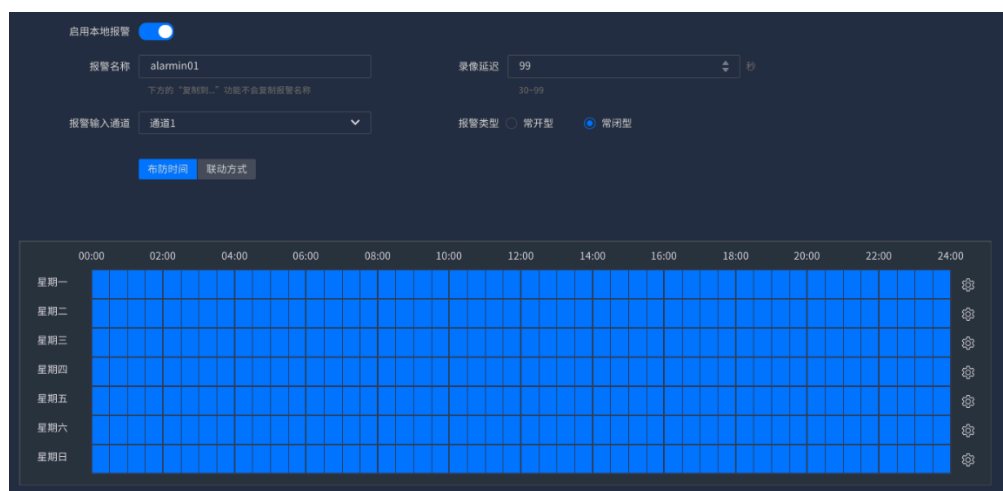 启用本地报警
报警名称 alarmin01 录像延迟 99 秒
下方的“复制到...”功能不会复制报警名称 30~99
报警输入通道 通道1 报警类型 常开型 常闭型
布防时间 联动方式
00:00 02:00 04:00 06:00 08:00 10:00 12:00 14:00 16:00 18:00 20:00 22:00 24:00
星期一
星期二
星期三
星期四
星期五
星期六
星期日